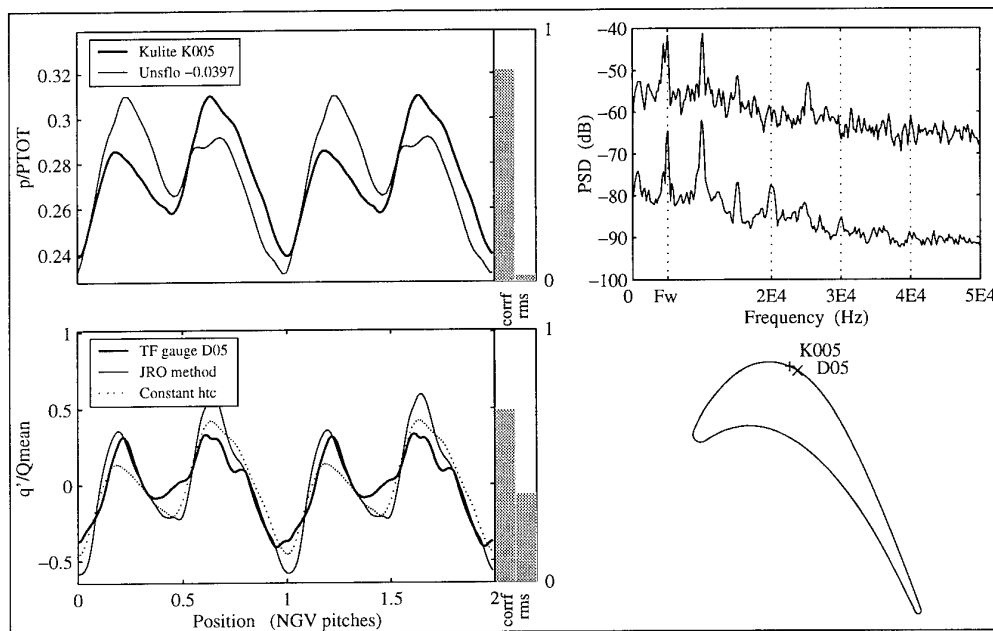 Kulite K005
Unsflo −0.0397
0.32
0.3
0.28
0.26
0.24
p/PTOT
1
0
corrf
rms
−40
−50
−60
−70
−80
−90
−100
PSD (dB)
0
Fw
2E4
3E4
4E4
5E4
Frequency (Hz)
TF gauge D05
JRO method
Constant htc
1
0.5
0
−0.5
q'/Qmean
0
0.5
1
1.5
2
Position (NGV pitches)
1
0
corrf
rms
K005
D05